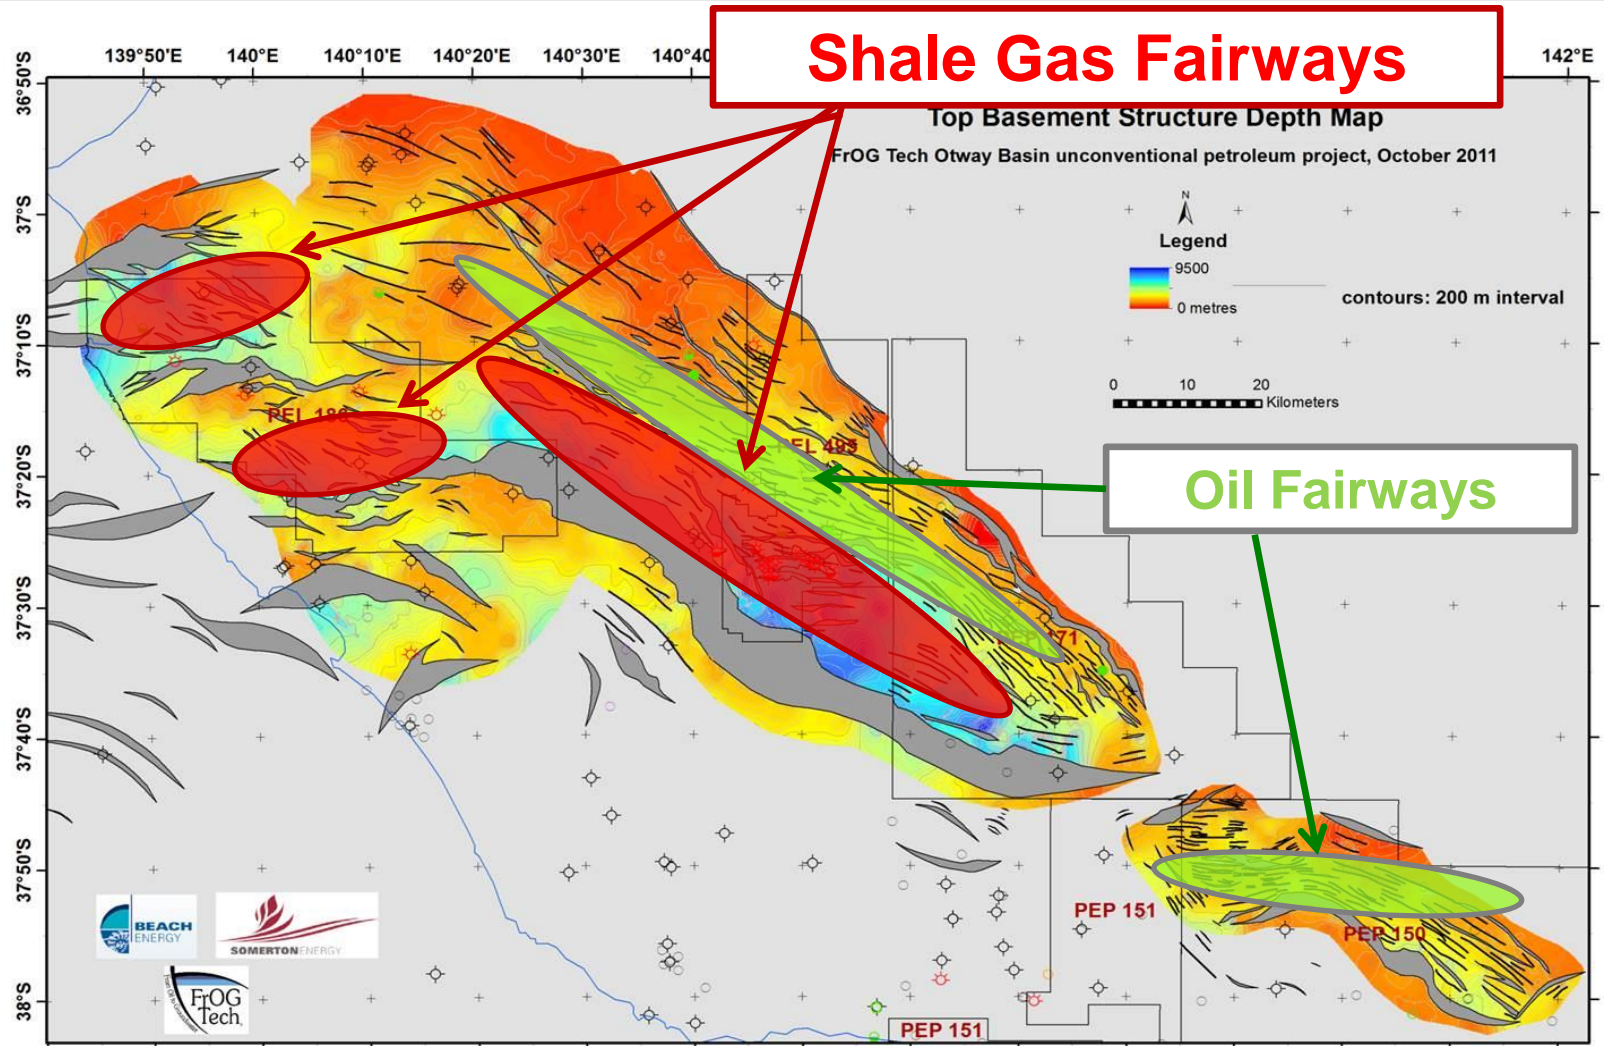 Shale Gas Fairways
139°50'E 140°E 140°10'E 140°20'E 140°30'E 142°E
Top Basement Structure Depth Map
FrOG Tech Otway Basin unconventional petroleum project, October 2011
N
Legend
9500
0 metres
contours: 200 m interval
0 10 20
Kilometers
36°50'S
37°S
37°10'S
37°20'S
37°30'S
37°40'S
37°50'S
38°S
Oil Fairways
PEP 151
PEP 150
BEACH
ENERGY
SOMERTON ENERGY
FrOG
Tech
PEP 151